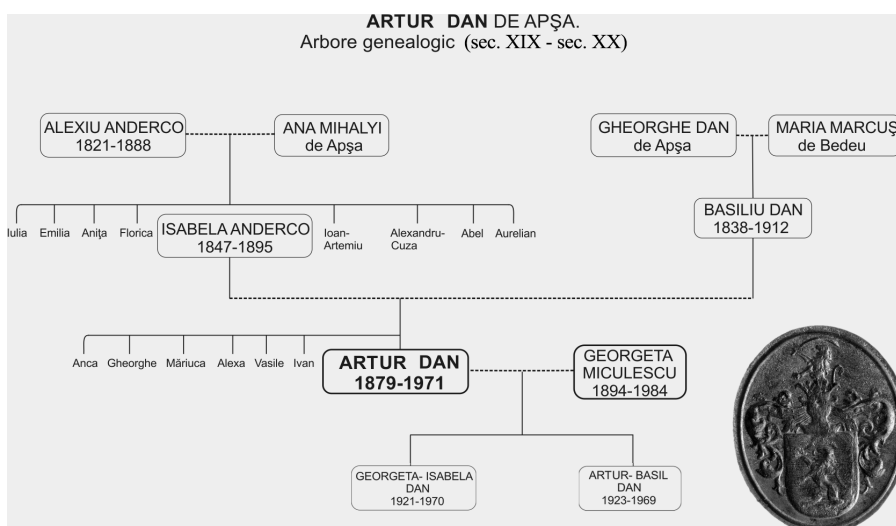 ARTUR DAN DE APŞA.
Arbore genealogic (sec. XIX - sec. XX)
ALEXIU ANDERCO
1821-1888
ANA MIHALYI
de Apşa
GHEORGHE DAN
de Apşa
MARIA MARCUŞ
de Bedeu
Iulia
Emilia
Aniţa
Florica
ISABELA ANDERCO
1847-1895
Ioan-
Artemiu
Alexandru-
Cuza
Abel
Aurelian
BASILIU DAN
1838-1912
Anca
Gheorghe
Măriuca
Alexa
Vasile
Ivan
ARTUR DAN
1879-1971
GEORGETA
MICULESCU
1894-1984
GEORGETA- ISABELA
DAN
1921-1970
ARTUR- BASIL
DAN
1923-1969